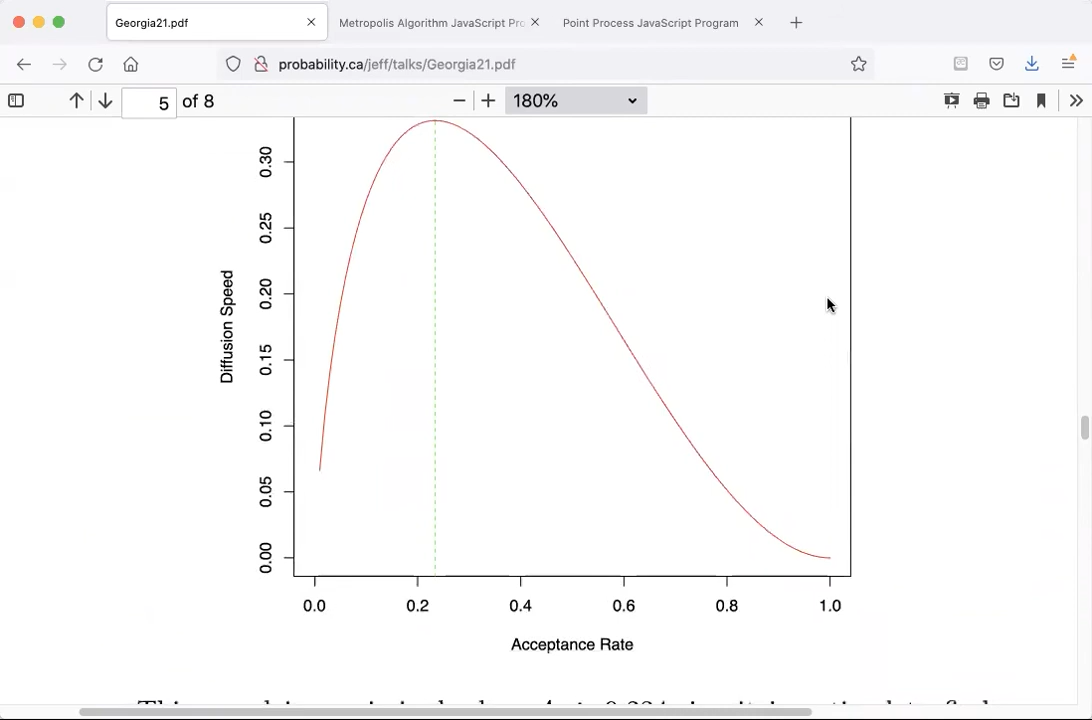 Georgia21.pdf
Metropolis Algorithm JavaScript Pro
Point Process JavaScript Program
probability.ca/jeff/talks/Georgia21.pdf
5 of 8
180%
0.30
0.25
0.20
0.15
0.10
0.05
0.00
Diffusion Speed
0.0 0.2 0.4 0.6 0.8 1.0
Acceptance Rate